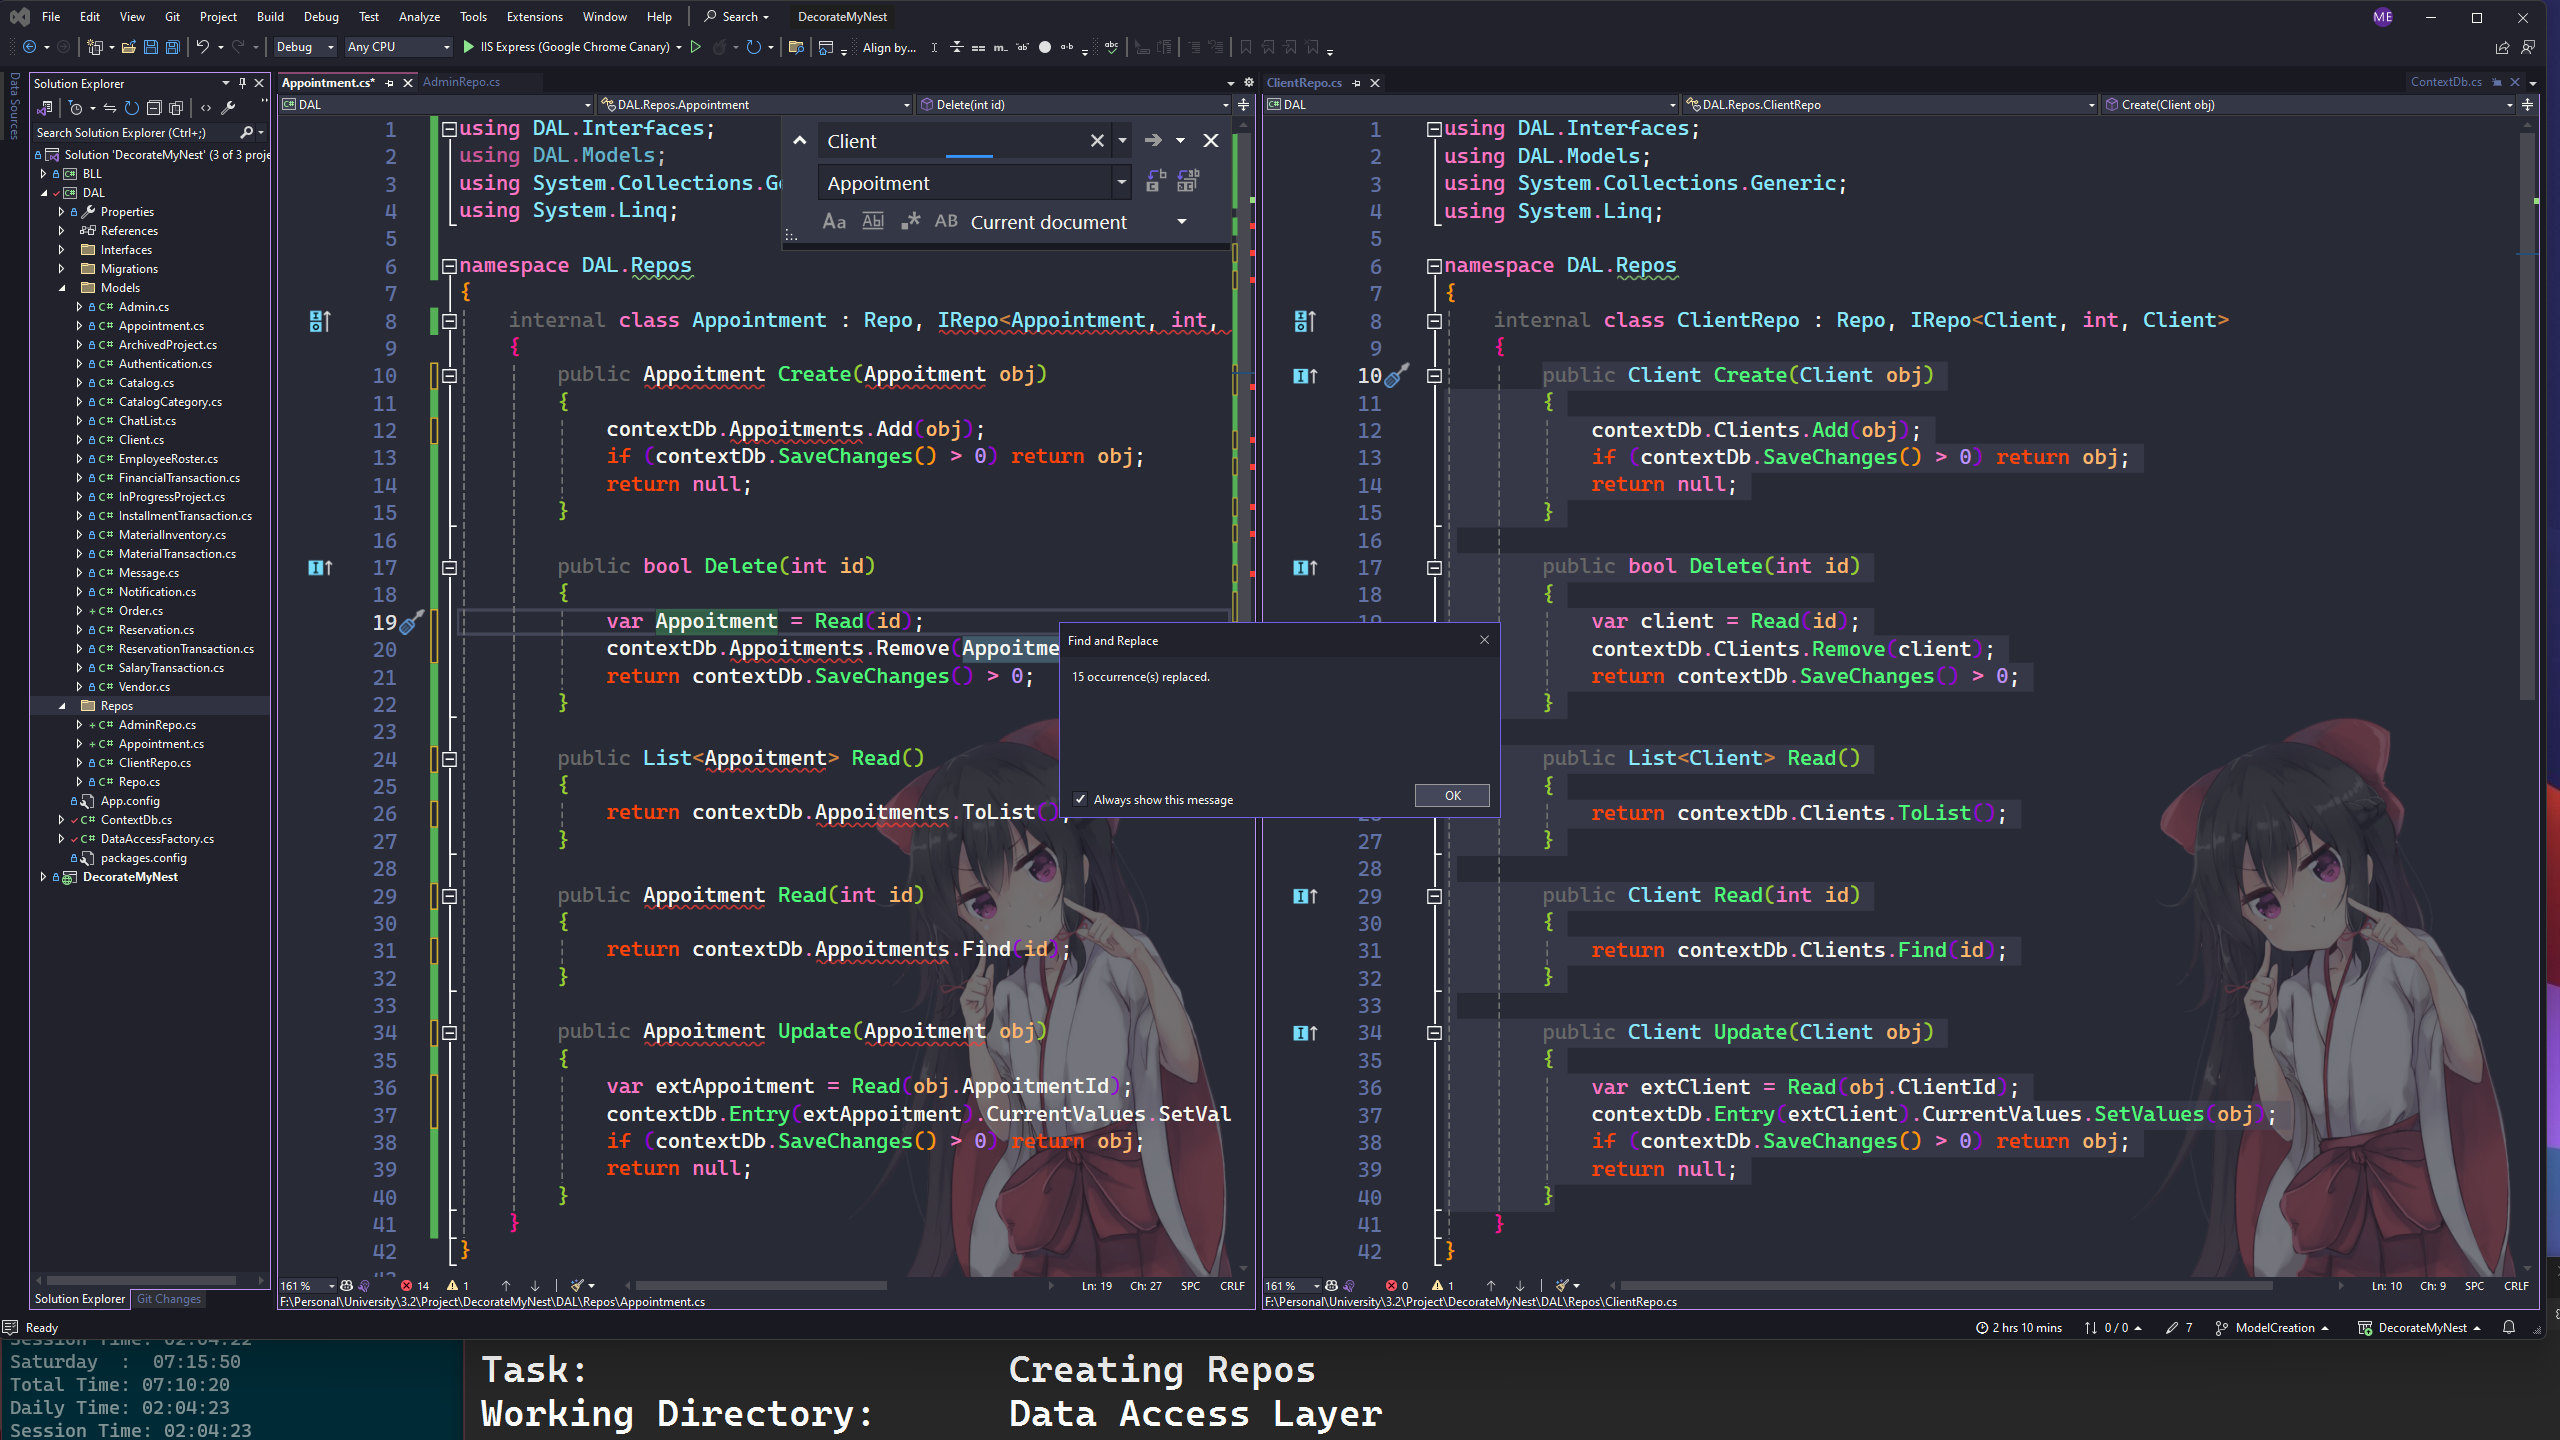 File Edit View Git Project Build Debug Test Analyze Tools Extensions Window Help Search DecorateMyNest ME
Debug Any CPU IIS Express (Google Chrome Canary) Align by...
Data Sources
Solution Explorer
Search Solution Explorer (Ctrl+;)
Solution 'DecorateMyNest' (3 of 3 proje
BLL
DAL
Properties
References
Interfaces
Migrations
Models
C# Admin.cs
C# Appointment.cs
C# ArchivedProject.cs
C# Authentication.cs
C# Catalog.cs
C# CatalogCategory.cs
C# ChatList.cs
C# Client.cs
C# EmployeeRoster.cs
C# FinancialTransaction.cs
C# InProgressProject.cs
C# InstallmentTransaction.cs
C# MaterialInventory.cs
C# MaterialTransaction.cs
C# Message.cs
C# Notification.cs
C# Order.cs
C# Reservation.cs
C# ReservationTransaction.cs
C# SalaryTransaction.cs
C# Vendor.cs
Repos
C# AdminRepo.cs
C# Appointment.cs
C# ClientRepo.cs
C# Repo.cs
App.config
C# ContextDb.cs
C# DataAccessFactory.cs
packages.config
DecorateMyNest
Solution Explorer Git Changes
Appointment.cs* AdminRepo.cs
DAL DAL.Repos.Appointment Delete(int id)
1 using DAL.Interfaces;
2 using DAL.Models;
3 using System.Collections.Ge
4 using System.Linq;
5
6 namespace DAL.Repos
7 {
8 internal class Appointment : Repo, IRepo<Appointment, int,
9 {
10 public Appoitment Create(Appoitment obj)
11 {
12 contextDb.Appoitments.Add(obj);
13 if (contextDb.SaveChanges() > 0) return obj;
14 return null;
15 }
16
17 public bool Delete(int id)
18 {
19 var Appoitment = Read(id);
20 contextDb.Appoitments.Remove(Appoitme
21 return contextDb.SaveChanges() > 0;
22 }
23
24 public List<Appoitment> Read()
25 {
26 return contextDb.Appoitments.ToList();
27 }
28
29 public Appoitment Read(int id)
30 {
31 return contextDb.Appoitments.Find(id);
32 }
33
34 public Appoitment Update(Appoitment obj)
35 {
36 var extAppoitment = Read(obj.AppoitmentId);
37 contextDb.Entry(extAppoitment).CurrentValues.SetVal
38 if (contextDb.SaveChanges() > 0) return obj;
39 return null;
40 }
41 }
42 }
161 % 14 1 Ln: 19 Ch: 27 SPC CRLF
F:\Personal\University\3.2\Project\DecorateMyNest\DAL\Repos\Appointment.cs
Client
Appoitment
Aa Abl .* AB Current document
Find and Replace
15 occurrence(s) replaced.
Always show this message
OK
ClientRepo.cs ContextDb.cs
DAL DAL.Repos.ClientRepo Create(Client obj)
1 using DAL.Interfaces;
2 using DAL.Models;
3 using System.Collections.Generic;
4 using System.Linq;
5
6 namespace DAL.Repos
7 {
8 internal class ClientRepo : Repo, IRepo<Client, int, Client>
9 {
10 public Client Create(Client obj)
11 {
12 contextDb.Clients.Add(obj);
13 if (contextDb.SaveChanges() > 0) return obj;
14 return null;
15 }
16
17 public bool Delete(int id)
18 {
var client = Read(id);
contextDb.Clients.Remove(client);
return contextDb.SaveChanges() > 0;
}
public List<Client> Read()
{
return contextDb.Clients.ToList();
27 }
28
29 public Client Read(int id)
30 {
31 return contextDb.Clients.Find(id);
32 }
33
34 public Client Update(Client obj)
35 {
36 var extClient = Read(obj.ClientId);
37 contextDb.Entry(extClient).CurrentValues.SetValues(obj);
38 if (contextDb.SaveChanges() > 0) return obj;
39 return null;
40 }
41 }
42 }
161 % 0 1 Ln: 10 Ch: 9 SPC CRLF
F:\Personal\University\3.2\Project\DecorateMyNest\DAL\Repos\ClientRepo.cs
Ready 2 hrs 10 mins 0 / 0 7 ModelCreation DecorateMyNest
Session Time: 02:04:22
Saturday : 07:15:50
Total Time: 07:10:20
Daily Time: 02:04:23
Session Time: 02:04:23
Task: Creating Repos
Working Directory: Data Access Layer